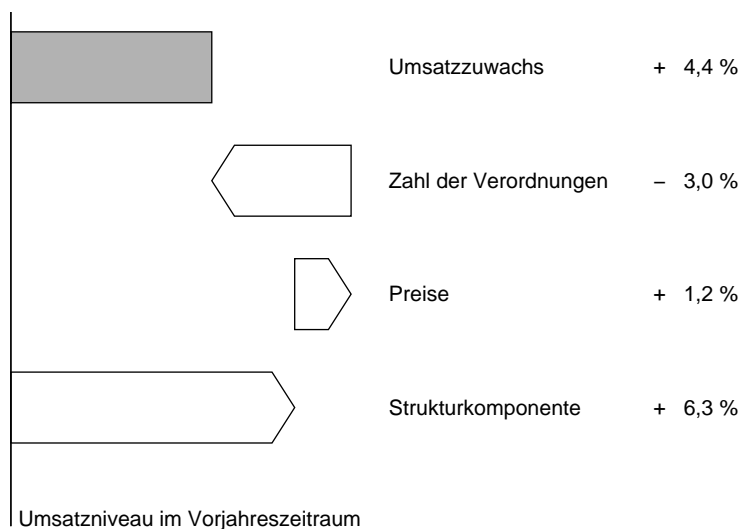 Umsatzzuwachs + 4,4 %
Zahl der Verordnungen – 3,0 %
Preise + 1,2 %
Strukturkomponente + 6,3 %
Umsatzniveau im Vorjahreszeitraum